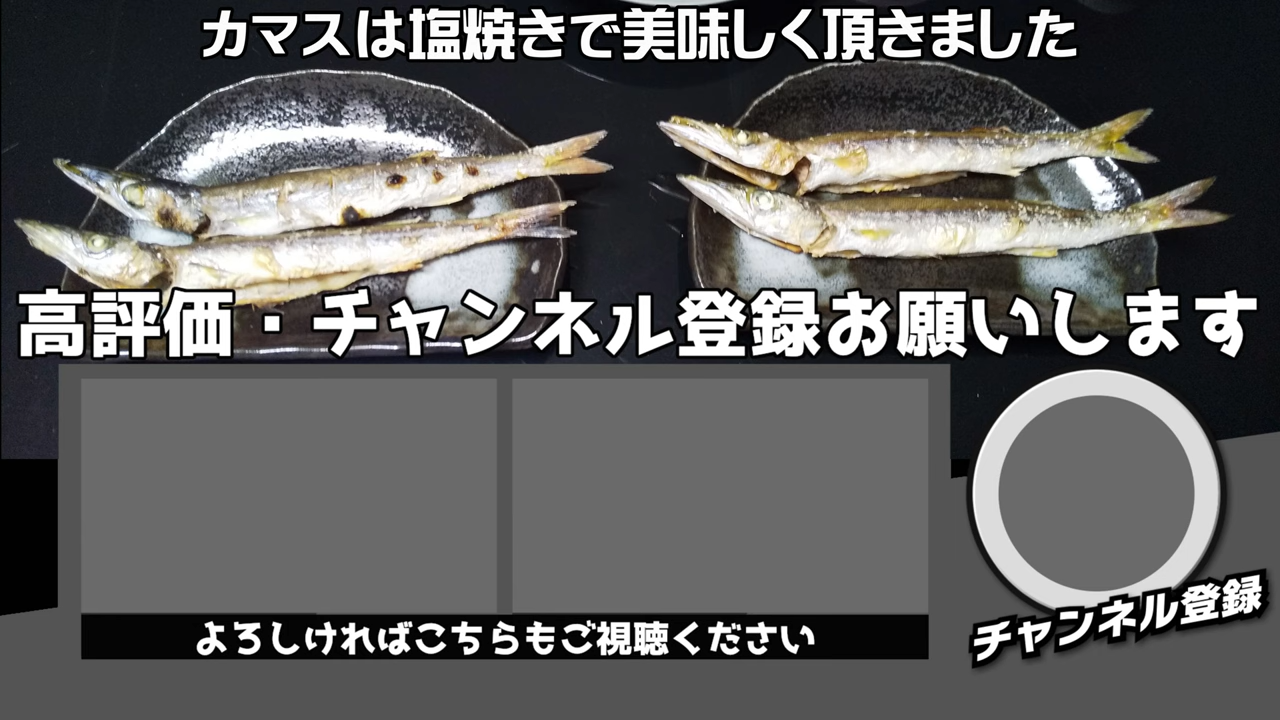 カマスは塩焼きで美味しく頂きました
高評価・チャンネル登録お願いします
よろしければこちらもご視聴ください
チャンネル登録